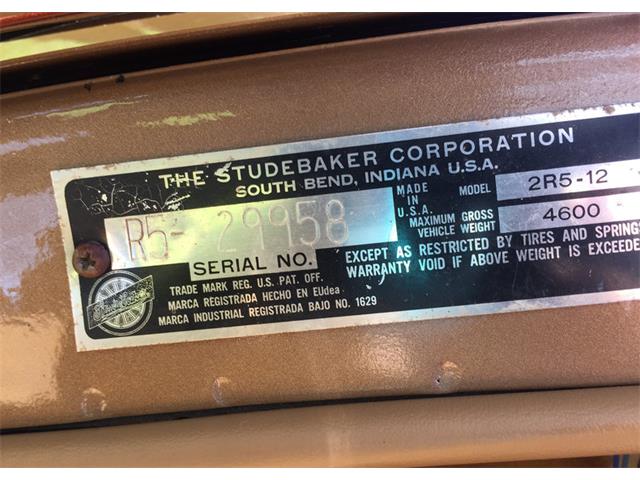 THE STUDEBAKER CORPORATION
SOUTH BEND, INDIANA U.S.A.
R5- 29958
SERIAL NO.
MADE IN U.S.A.
MODEL 2R5-12
MAXIMUM GROSS VEHICLE WEIGHT 4600
TRADE MARK REG. U.S. PAT. OFF.
MARCA REGISTRADA HECHO EN EUdea
MARCA INDUSTRIAL REGISTRADA BAJO NO. 1629
EXCEPT AS RESTRICTED BY TIRES AND SPRINGS
WARRANTY VOID IF ABOVE WEIGHT IS EXCEEDE
Studebaker